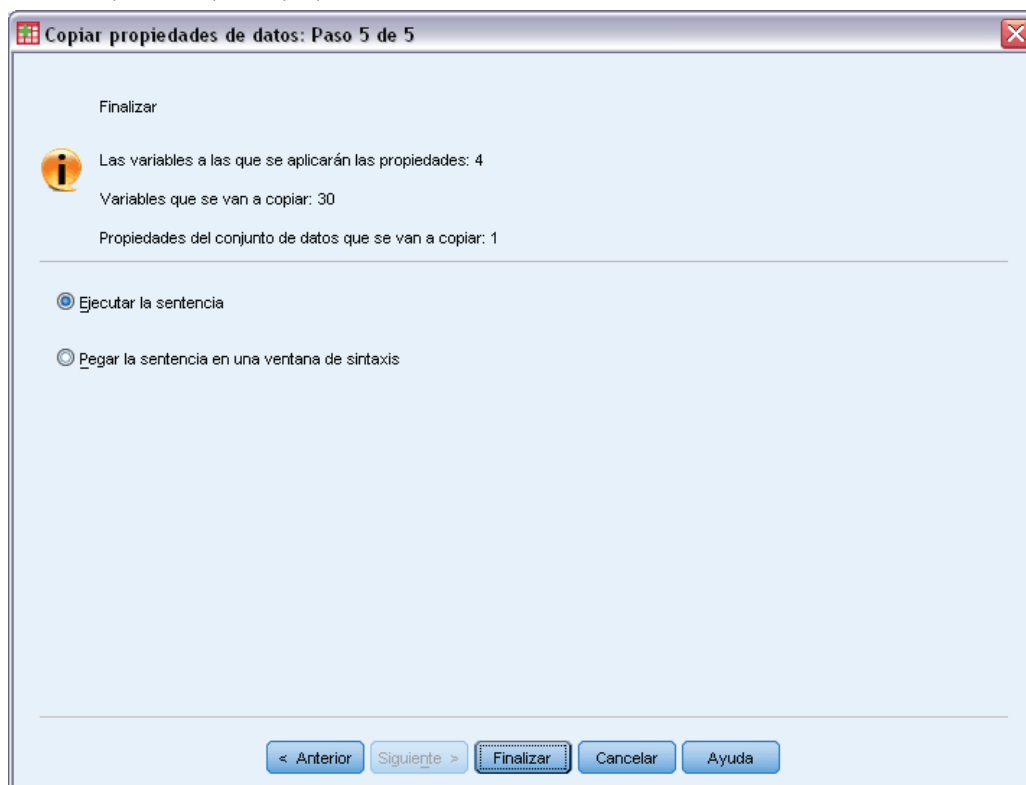 Copiar propiedades de datos: Paso 5 de 5
Finalizar
Las variables a las que se aplicarán las propiedades: 4
Variables que se van a copiar: 30
Propiedades del conjunto de datos que se van a copiar: 1
Ejecutar la sentencia
Pegar la sentencia en una ventana de sintaxis
< Anterior
Siguiente >
Finalizar
Cancelar
Ayuda